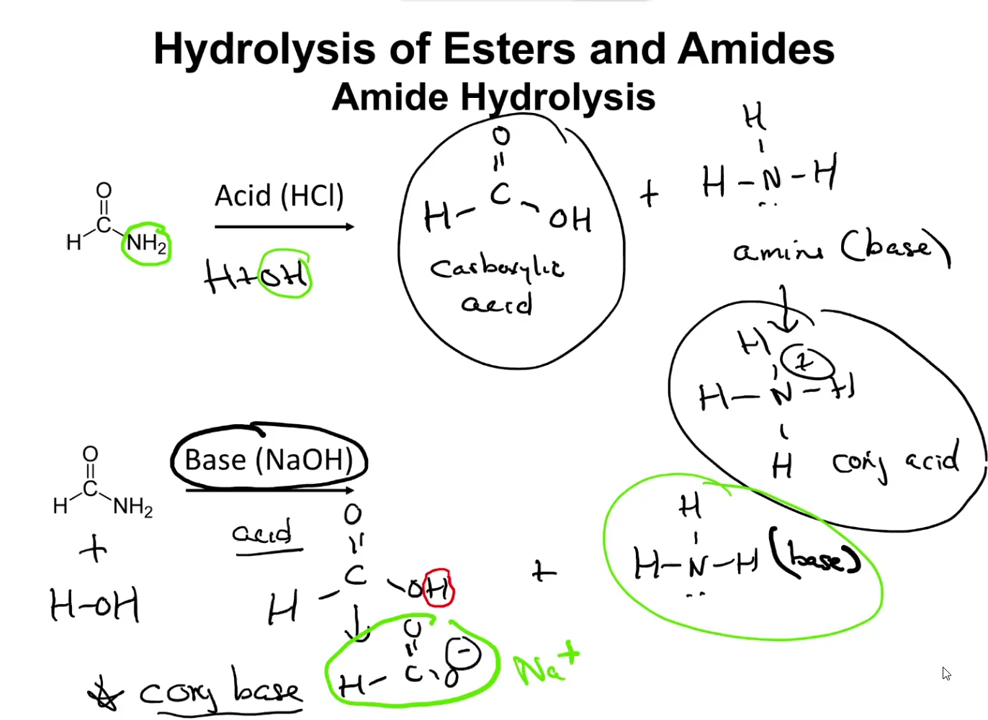 Hydrolysis of Esters and Amides
Amide Hydrolysis
O
||
C
H NH2
Acid (HCl)
H+OH
O
||
H-C-OH
Carboxylic
acid
+
H
H-N-H
..
amine (base)
H +
H-N-H
H
conj acid
O
||
C
H NH2
+
H-OH
Base (NaOH)
acid
O
||
C
H OH
+
H
H-N-H (base)
..
O
||
H-C-O -
Na+
☆ conj base